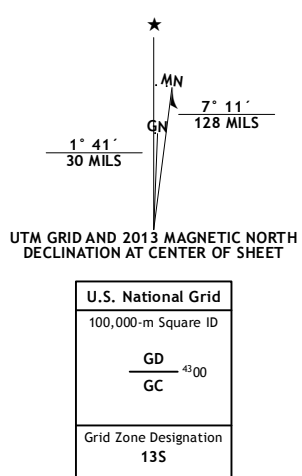 ★
MN
GN
7° 11´
128 MILS
1° 41´
30 MILS
UTM GRID AND 2013 MAGNETIC NORTH
DECLINATION AT CENTER OF SHEET
U.S. National Grid
100,000-m Square ID
GD
GC
4300
Grid Zone Designation
13S